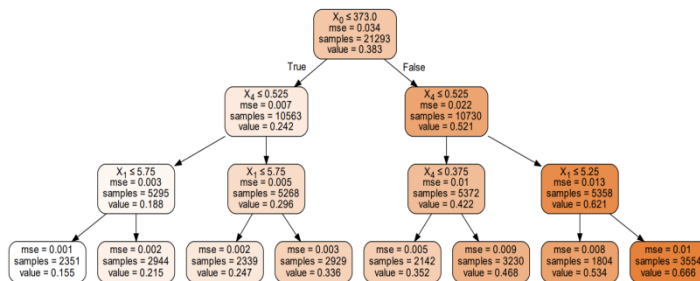 X₀ ≤ 373.0
mse = 0.034
samples = 21293
value = 0.383
True
False
X₄ ≤ 0.525
mse = 0.007
samples = 10563
value = 0.242
X₄ ≤ 0.525
mse = 0.022
samples = 10730
value = 0.521
X₁ ≤ 5.75
mse = 0.003
samples = 5295
value = 0.188
X₁ ≤ 5.75
mse = 0.005
samples = 5268
value = 0.296
X₄ ≤ 0.375
mse = 0.01
samples = 5372
value = 0.422
X₁ ≤ 5.25
mse = 0.013
samples = 5358
value = 0.621
mse = 0.001
samples = 2351
value = 0.155
mse = 0.002
samples = 2944
value = 0.215
mse = 0.002
samples = 2339
value = 0.247
mse = 0.003
samples = 2929
value = 0.336
mse = 0.005
samples = 2142
value = 0.352
mse = 0.009
samples = 3230
value = 0.468
mse = 0.008
samples = 1804
value = 0.534
mse = 0.01
samples = 3554
value = 0.666